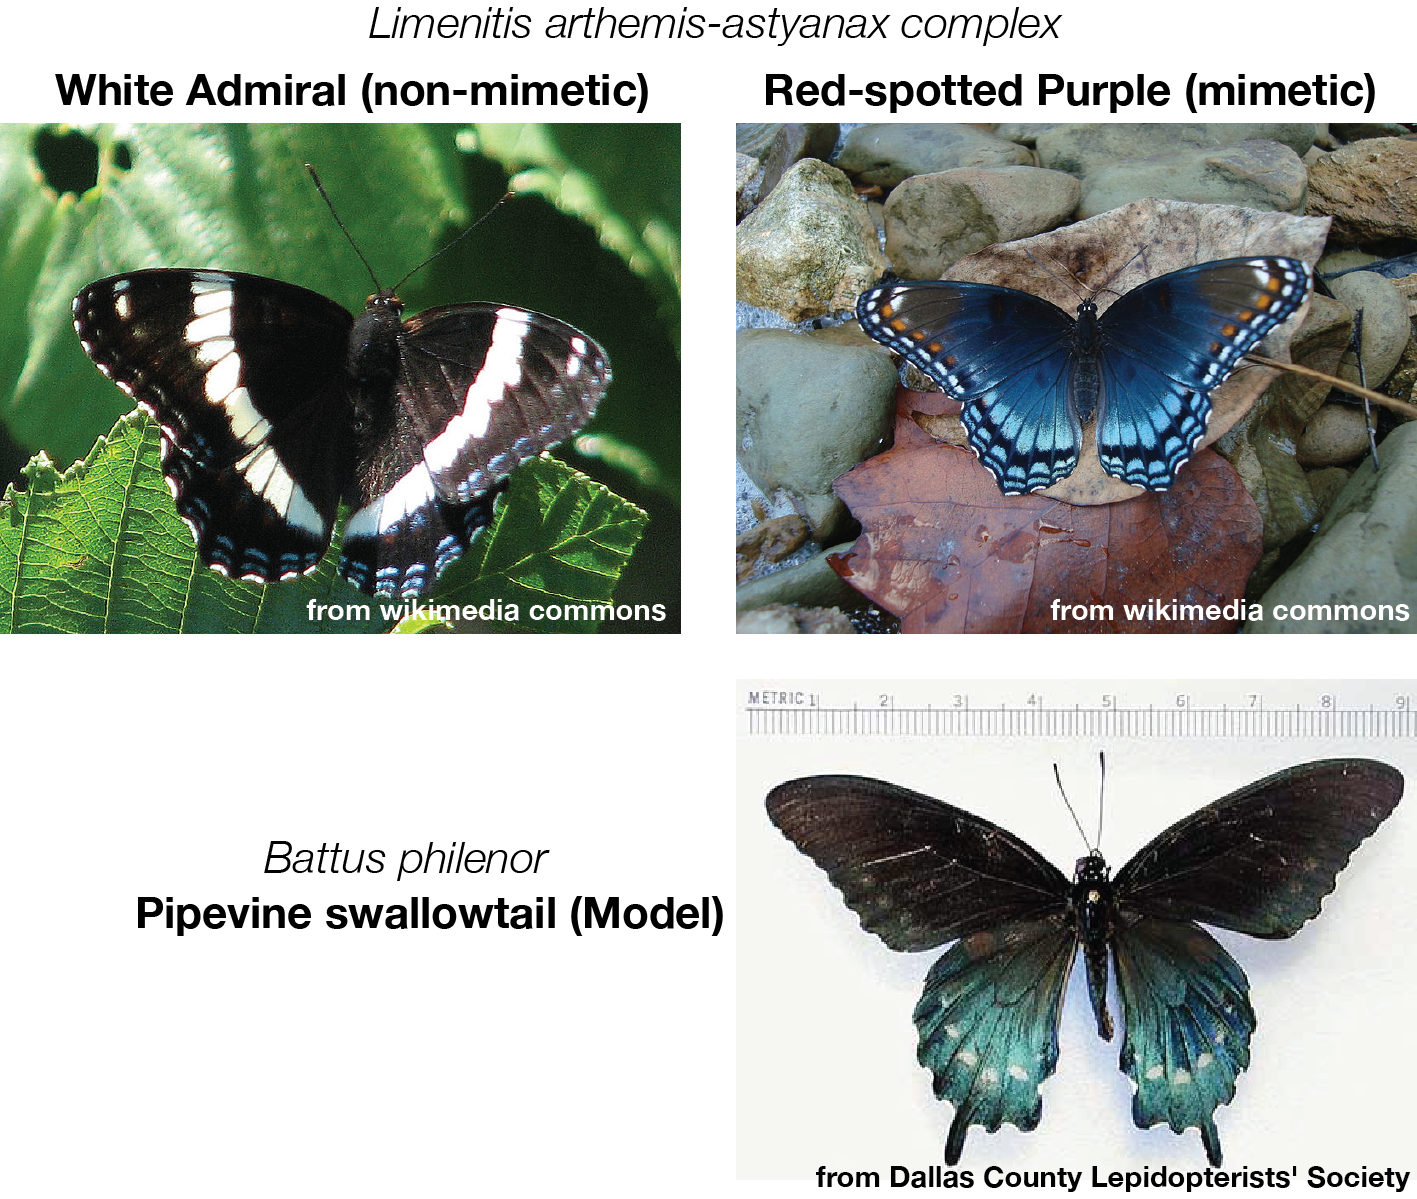 Limenitis arthemis-astyanax complex
White Admiral (non-mimetic)
Red-spotted Purple (mimetic)
from wikimedia commons
from wikimedia commons
METRIC 1 2 3 4 5 6 7 8 9
Battus philenor
Pipevine swallowtail (Model)
from Dallas County Lepidopterists' Society